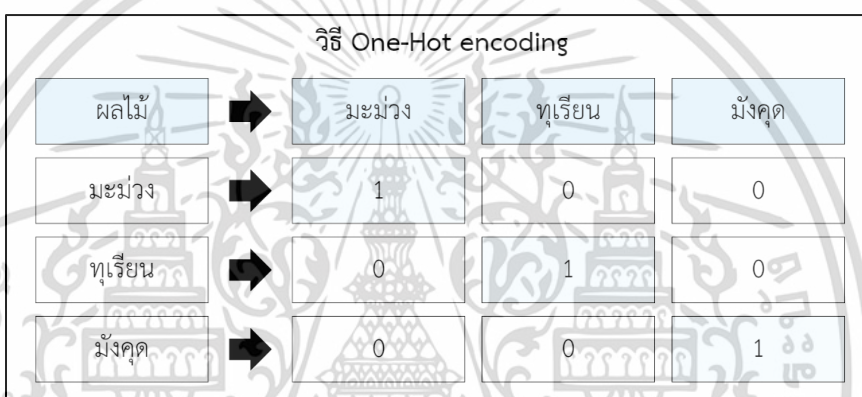 วิธี One-Hot encoding
ผลไม้ มะม่วง ทุเรียน มังคุด
มะม่วง 1 0 0
ทุเรียน 0 1 0
มังคุด 0 0 1